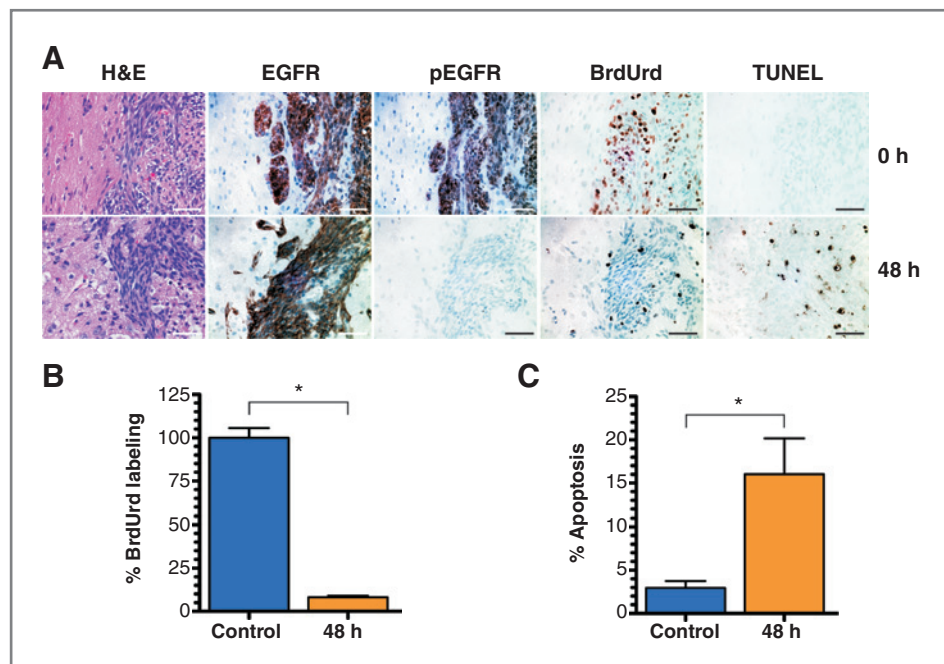 A
H&E EGFR pEGFR BrdUrd TUNEL
0 h
48 h
B
% BrdUrd labeling
125
100
75
50
25
0
*
Control 48 h
C
% Apoptosis
25
20
15
10
5
0
*
Control 48 h